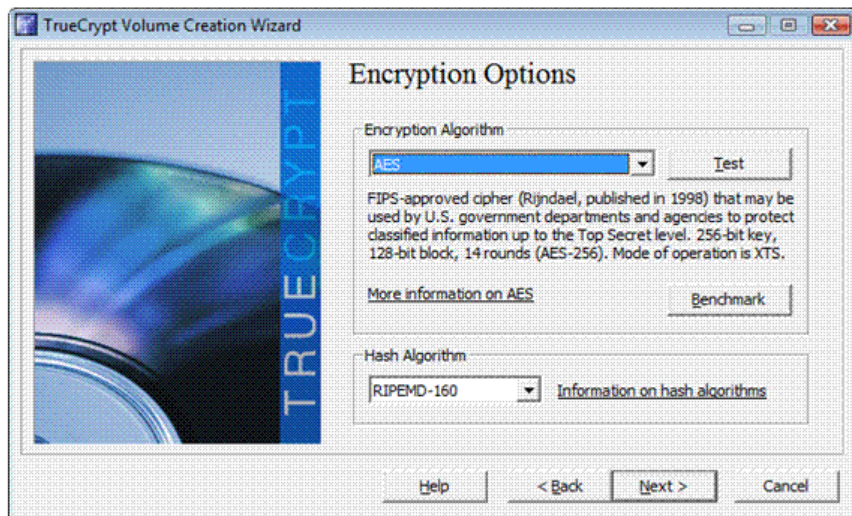 TrueCrypt Volume Creation Wizard
TRUECRYPT
Encryption Options
Encryption Algorithm
AES
Test
FIPS-approved cipher (Rijndael, published in 1998) that may be
used by U.S. government departments and agencies to protect
classified information up to the Top Secret level. 256-bit key,
128-bit block, 14 rounds (AES-256). Mode of operation is XTS.
More information on AES
Benchmark
Hash Algorithm
RIPEMD-160
Information on hash algorithms
Help
< Back
Next >
Cancel